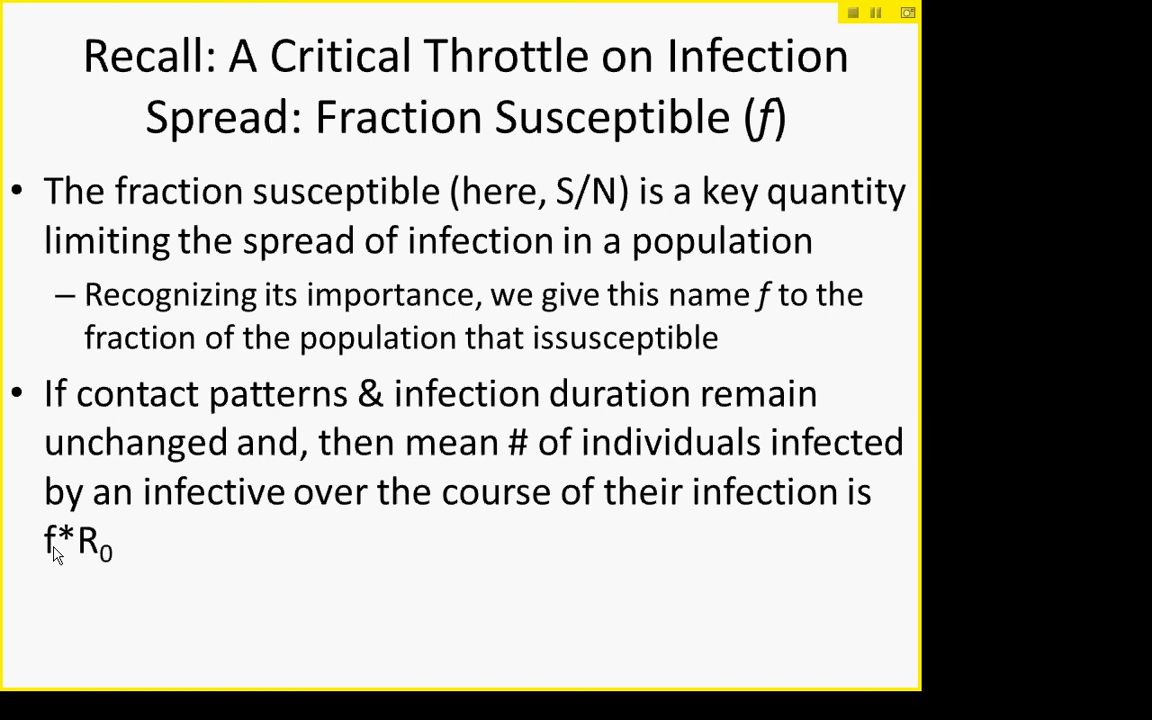 Recall: A Critical Throttle on Infection
Spread: Fraction Susceptible (f)
• The fraction susceptible (here, S/N) is a key quantity
limiting the spread of infection in a population
– Recognizing its importance, we give this name f to the
fraction of the population that issusceptible
• If contact patterns & infection duration remain
unchanged and, then mean # of individuals infected
by an infective over the course of their infection is
f*R₀